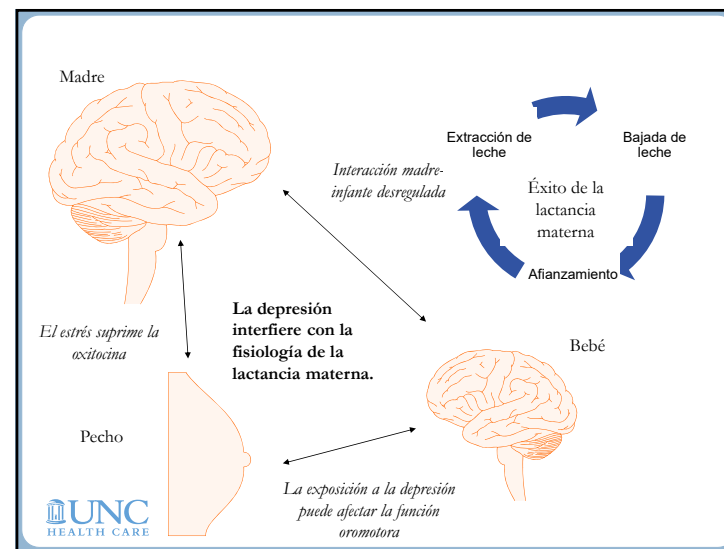 Madre
Extracción de
leche
Bajada de
leche
Interacción madre-
infante desregulada
Éxito de la
lactancia
materna
Afianzamiento
El estrés suprime la
oxitocina
La depresión
interfiere con la
fisiología de la
lactancia materna.
Bebé
Pecho
La exposición a la depresión
puede afectar la función
oromotora
UNC
HEALTH CARE